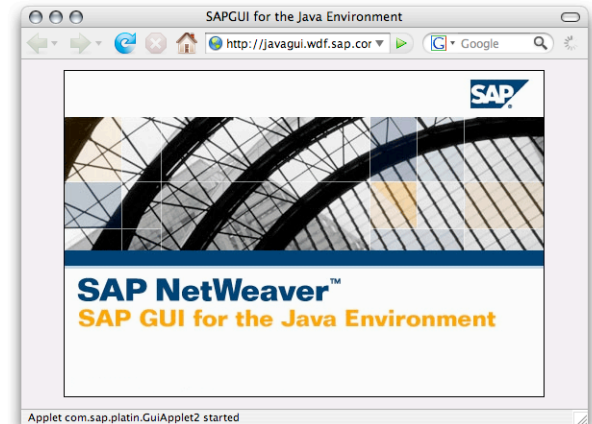 SAPGUI for the Java Environment
http://javagui.wdf.sap.cor
G Google
SAP
SAP NetWeaver™
SAP GUI for the Java Environment
Applet com.sap.platin.GuiApplet2 started